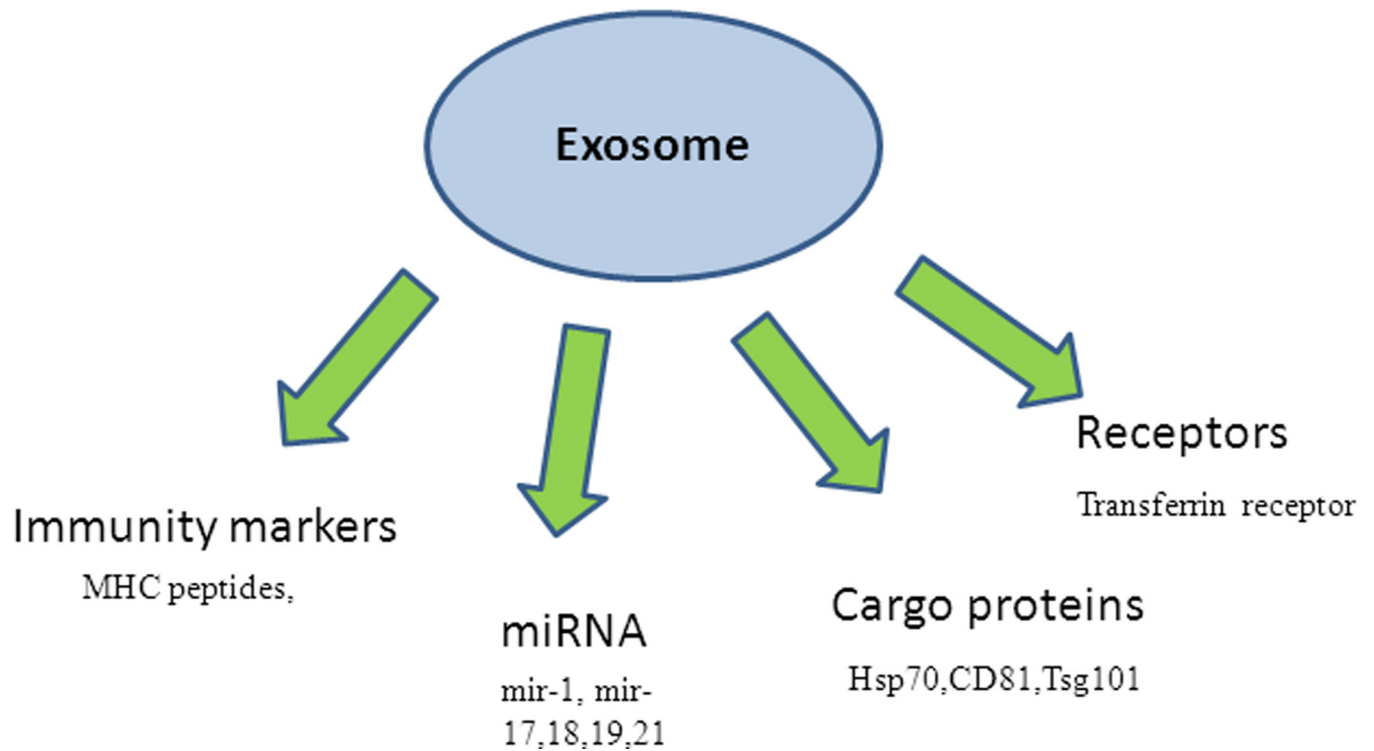 Exosome
Immunity markers
MHC peptides,
miRNA
mir-1, mir-
17,18,19,21
Cargo proteins
Hsp70,CD81,Tsg101
Receptors
Transferrin receptor